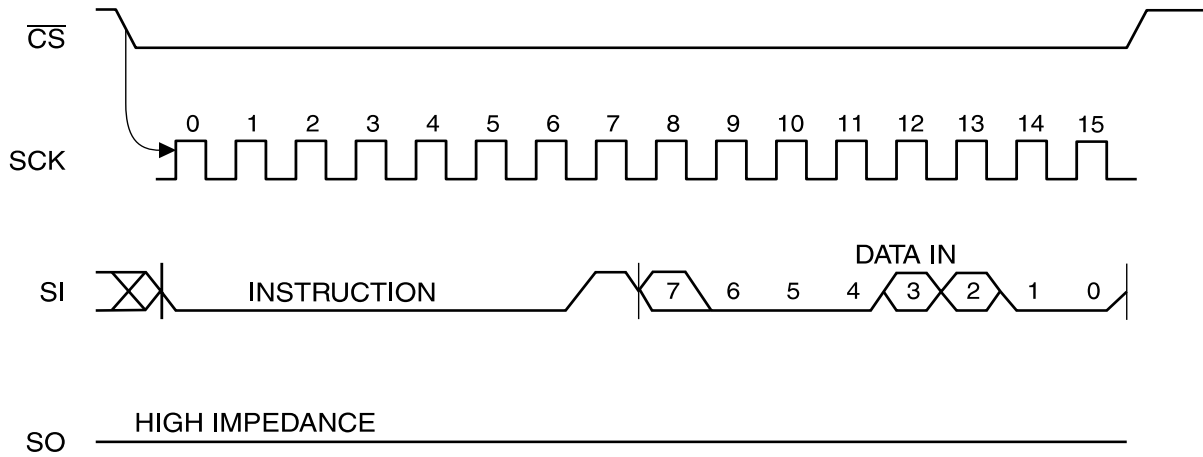 CS
0 1 2 3 4 5 6 7 8 9 10 11 12 13 14 15
SCK
DATA IN
SI INSTRUCTION 7 6 5 4 3 2 1 0
HIGH IMPEDANCE
SO